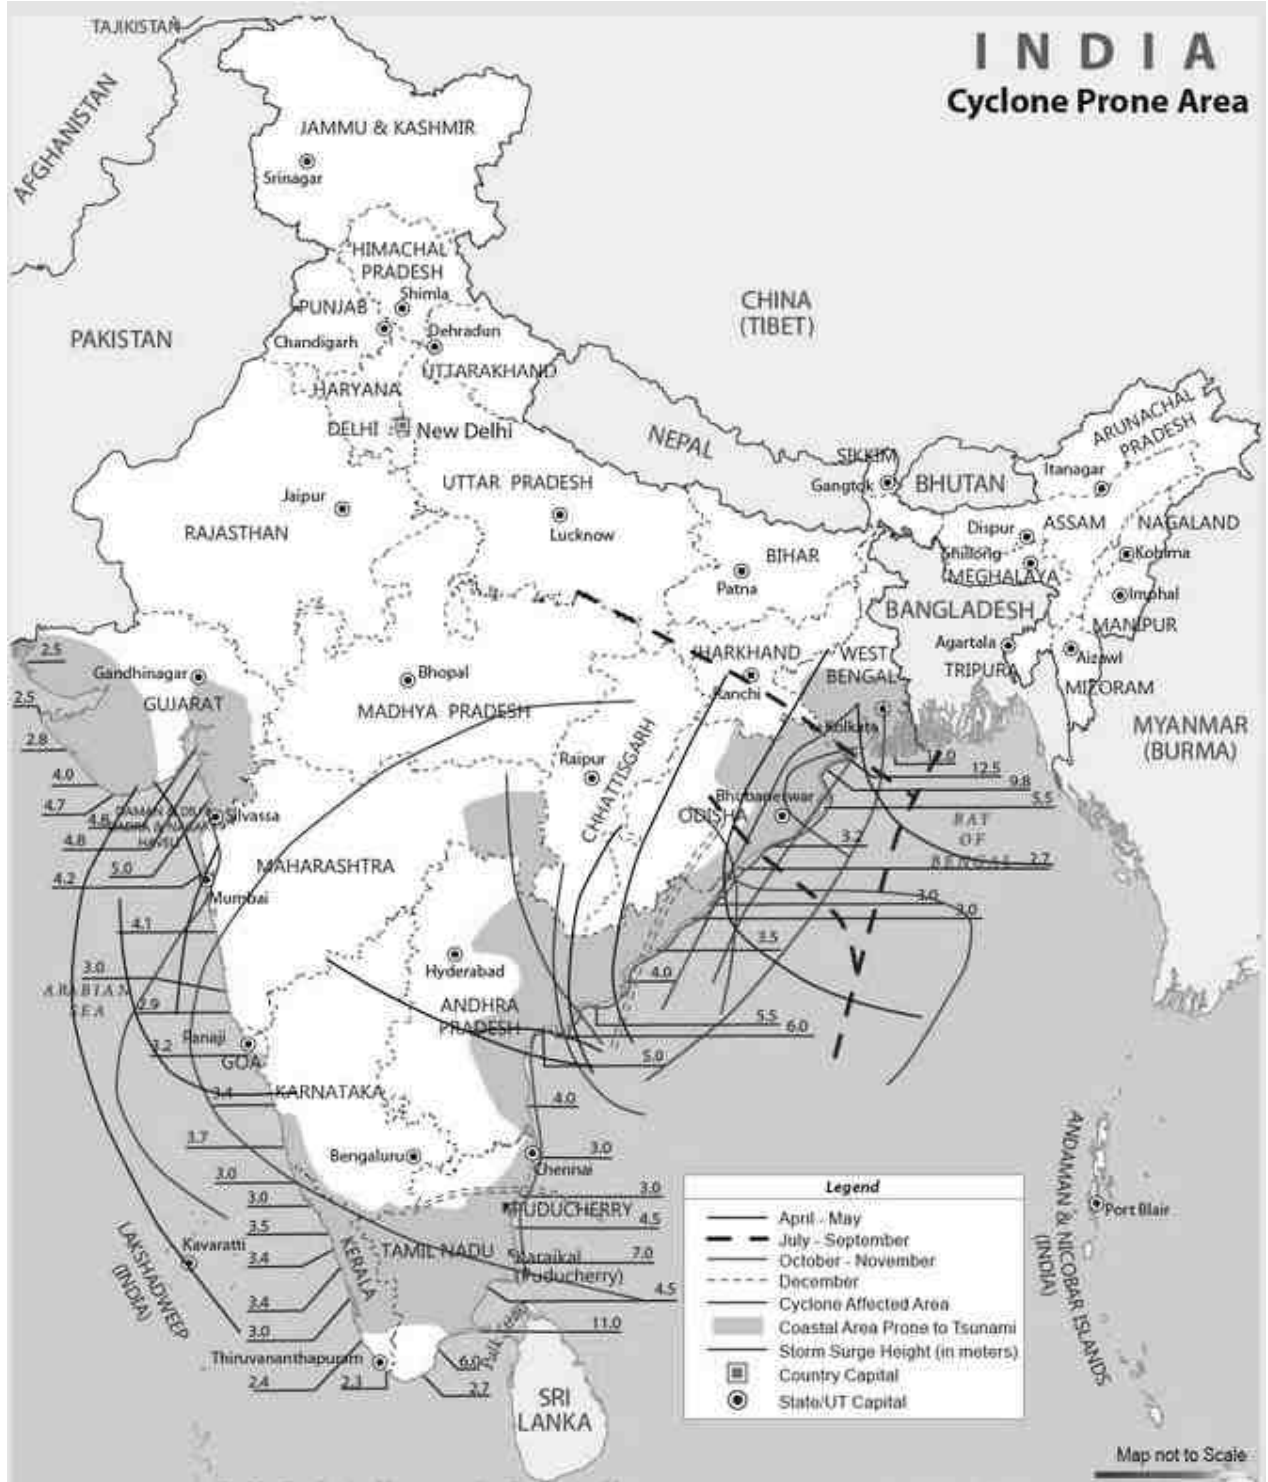 TAJIKISTAN
INDIA
Cyclone Prone Area
AFGHANISTAN
JAMMU & KASHMIR
Srinagar
HIMACHAL
PRADESH
Shimla
PUNJAB
Chandigarh
Dehradun
UTTARAKHAND
CHINA
(TIBET)
PAKISTAN
HARYANA
DELHI
New Delhi
NEPAL
ARUNACHAL
PRADESH
SIKKIM
Gangtok
BHUTAN
Itanagar
UTTAR PRADESH
Jaipur
RAJASTHAN
Lucknow
Dispur
ASSAM
NAGALAND
BIHAR
Patna
Shillong
Kohima
MEGHALAYA
Imphal
BANGLADESH
MANIPUR
Agartala
Aizawl
TRIPURA
MIZORAM
JHARKHAND
Ranchi
WEST
BENGAL
Kolkata
2.5
Gandhinagar
GUJARAT
Bhopal
MADHYA PRADESH
MYANMAR
(BURMA)
2.5
2.8
4.0
4.7
4.8
4.8
5.0
4.2
Silvassa
Raipur
CHHATTISGARH
Bhubaneswar
ODISHA
12.5
9.8
5.5
BAY
OF
BENGAL
3.2
2.7
3.0
3.0
3.5
4.0
5.5
6.0
5.0
MAHARASHTRA
Mumbai
4.1
3.0
ARABIAN
SEA
2.9
Hyderabad
ANDHRA
PRADESH
Panaji
3.2
GOA
3.4
KARNATAKA
4.0
3.7
Bengaluru
3.0
Chennai
3.0
3.0
3.0
PUDUCHERRY
4.5
3.5
Kavaratti
3.4
LAKSHADWEEP
(INDIA)
KERALA
TAMIL NADU
7.0
Karaikal
(Puducherry)
4.5
3.4
3.0
11.0
Thiruvananthapuram
2.4
2.3
6.0
2.7
SRI
LANKA
ANDAMAN & NICOBAR ISLANDS
(INDIA)
Port Blair
Legend
April - May
July - September
October - November
December
Cyclone Affected Area
Coastal Area Prone to Tsunami
Storm Surge Height (in meters)
Country Capital
State/UT Capital
Map not to Scale